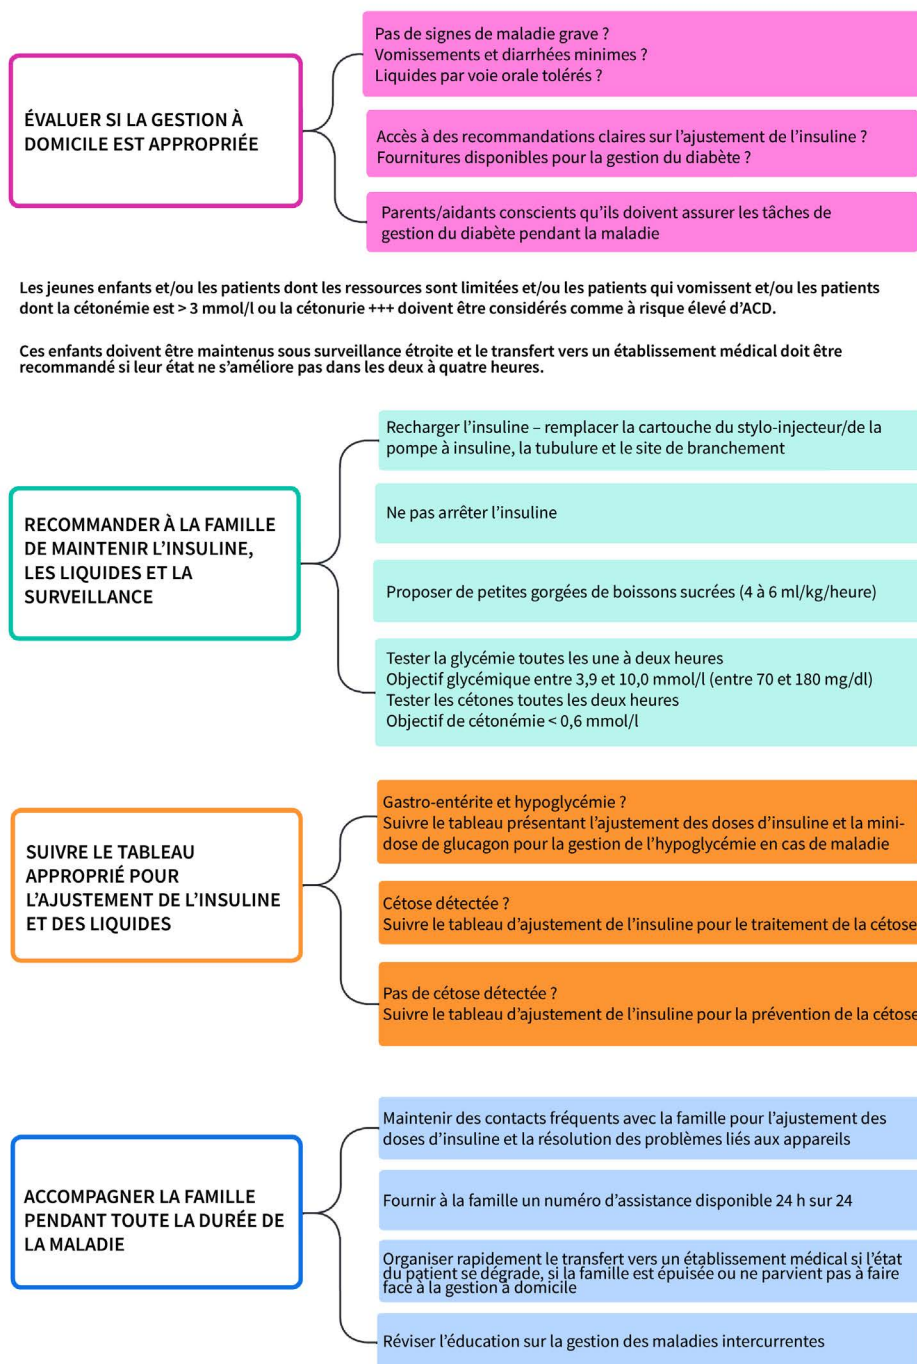 ÉVALUER SI LA GESTION À
DOMICILE EST APPROPRIÉE
Pas de signes de maladie grave ?
Vomissements et diarrhées minimes ?
Liquides par voie orale tolérés ?
Accès à des recommandations claires sur l’ajustement de l’insuline ?
Fournitures disponibles pour la gestion du diabète ?
Parents/aidants conscients qu’ils doivent assurer les tâches de
gestion du diabète pendant la maladie
Les jeunes enfants et/ou les patients dont les ressources sont limitées et/ou les patients qui vomissent et/ou les patients
dont la cétonémie est > 3 mmol/l ou la cétonurie +++ doivent être considérés comme à risque élevé d’ACD.
Ces enfants doivent être maintenus sous surveillance étroite et le transfert vers un établissement médical doit être
recommandé si leur état ne s’améliore pas dans les deux à quatre heures.
RECOMMANDER À LA FAMILLE
DE MAINTENIR L’INSULINE,
LES LIQUIDES ET LA
SURVEILLANCE
Recharger l’insuline – remplacer la cartouche du stylo-injecteur/de la
pompe à insuline, la tubulure et le site de branchement
Ne pas arrêter l’insuline
Proposer de petites gorgées de boissons sucrées (4 à 6 ml/kg/heure)
Tester la glycémie toutes les une à deux heures
Objectif glycémique entre 3,9 et 10,0 mmol/l (entre 70 et 180 mg/dl)
Tester les cétones toutes les deux heures
Objectif de cétonémie < 0,6 mmol/l
SUIVRE LE TABLEAU
APPROPRIÉ POUR
L’AJUSTEMENT DE L’INSULINE
ET DES LIQUIDES
Gastro-entérite et hypoglycémie ?
Suivre le tableau présentant l’ajustement des doses d’insuline et la mini-
dose de glucagon pour la gestion de l’hypoglycémie en cas de maladie
Cétose détectée ?
Suivre le tableau d’ajustement de l’insuline pour le traitement de la cétose
Pas de cétose détectée ?
Suivre le tableau d’ajustement de l’insuline pour la prévention de la cétose
ACCOMPAGNER LA FAMILLE
PENDANT TOUTE LA DURÉE DE
LA MALADIE
Maintenir des contacts fréquents avec la famille pour l’ajustement des
doses d’insuline et la résolution des problèmes liés aux appareils
Fournir à la famille un numéro d’assistance disponible 24 h sur 24
Organiser rapidement le transfert vers un établissement médical si l’état
du patient se dégrade, si la famille est épuisée ou ne parvient pas à faire
face à la gestion à domicile
Réviser l’éducation sur la gestion des maladies intercurrentes